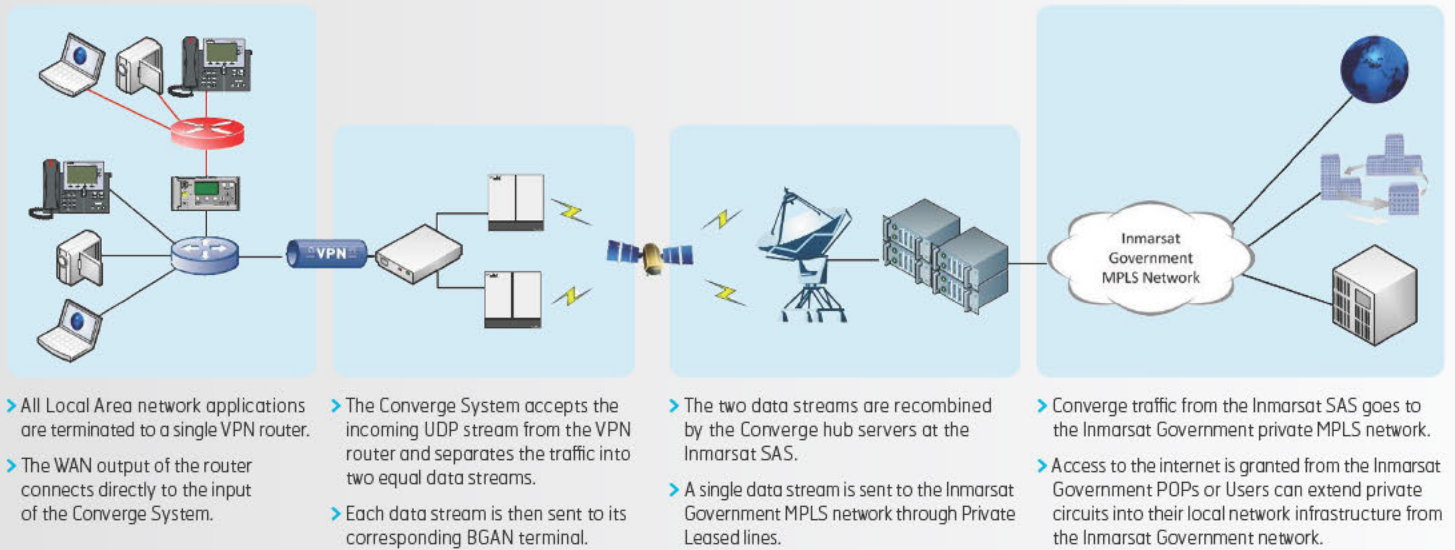 VPN
Inmarsat
Government
MPLS Network
> All Local Area network applications
are terminated to a single VPN router.
> The WAN output of the router
connects directly to the input
of the Converge System.
> The Converge System accepts the
incoming UDP stream from the VPN
router and separates the traffic into
two equal data streams.
> Each data stream is then sent to its
corresponding BGAN terminal.
> The two data streams are recombined
by the Converge hub servers at the
Inmarsat SAS.
> A single data stream is sent to the Inmarsat
Government MPLS network through Private
Leased lines.
> Converge traffic from the Inmarsat SAS goes to
the Inmarsat Government private MPLS network.
> Access to the internet is granted from the Inmarsat
Government POPs or Users can extend private
circuits into their local network infrastructure from
the Inmarsat Government network.